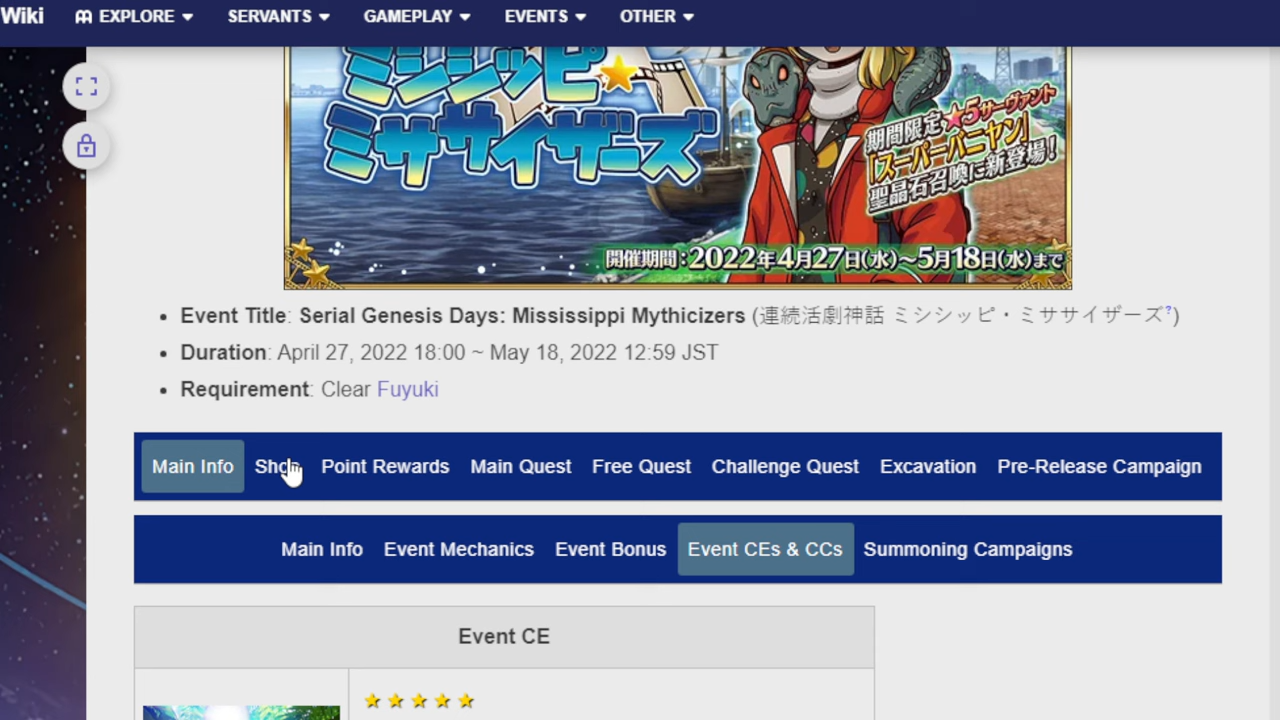 Wiki
EXPLORE
SERVANTS
GAMEPLAY
EVENTS
OTHER
ミシシッピ・
ミササイザーズ
期間限定★5サーヴァント
「スーパーバニヤン」
聖晶石召喚に新登場!
開催期間:2022年4月27日(水)~5月18日(水)まで
• Event Title: Serial Genesis Days: Mississippi Mythicizers (連続活劇神話 ミシシッピ・ミササイザーズ?)
• Duration: April 27, 2022 18:00 ~ May 18, 2022 12:59 JST
• Requirement: Clear Fuyuki
Main Info Shop Point Rewards Main Quest Free Quest Challenge Quest Excavation Pre-Release Campaign
Main Info Event Mechanics Event Bonus Event CEs & CCs Summoning Campaigns
Event CE